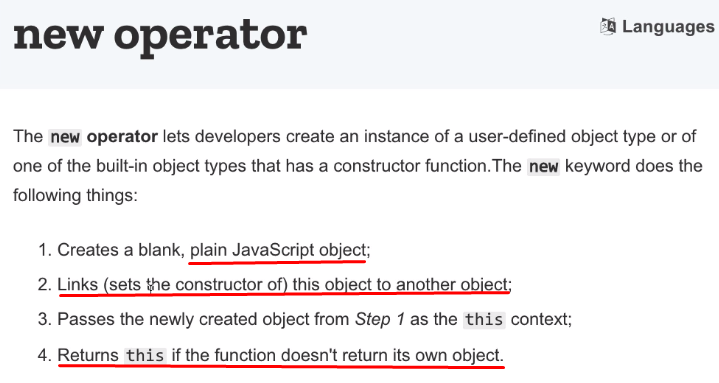 new operator
Languages
The new operator lets developers create an instance of a user-defined object type or of
one of the built-in object types that has a constructor function.The new keyword does the
following things:
1. Creates a blank, plain JavaScript object;
2. Links (sets the constructor of) this object to another object;
3. Passes the newly created object from Step 1 as the this context;
4. Returns this if the function doesn't return its own object.